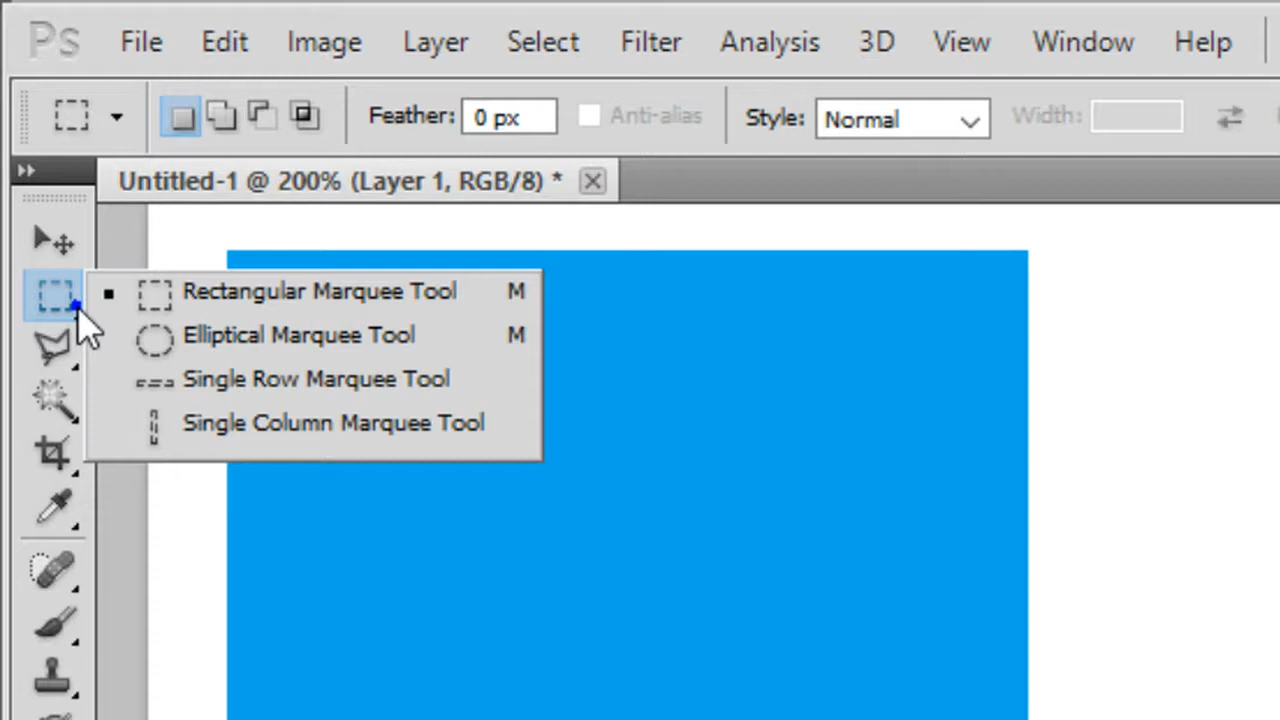 Ps File Edit Image Layer Select Filter Analysis 3D View Window Help
Feather: 0 px Anti-alias Style: Normal Width:
Untitled-1 @ 200% (Layer 1, RGB/8) *
Rectangular Marquee Tool M
Elliptical Marquee Tool M
Single Row Marquee Tool
Single Column Marquee Tool